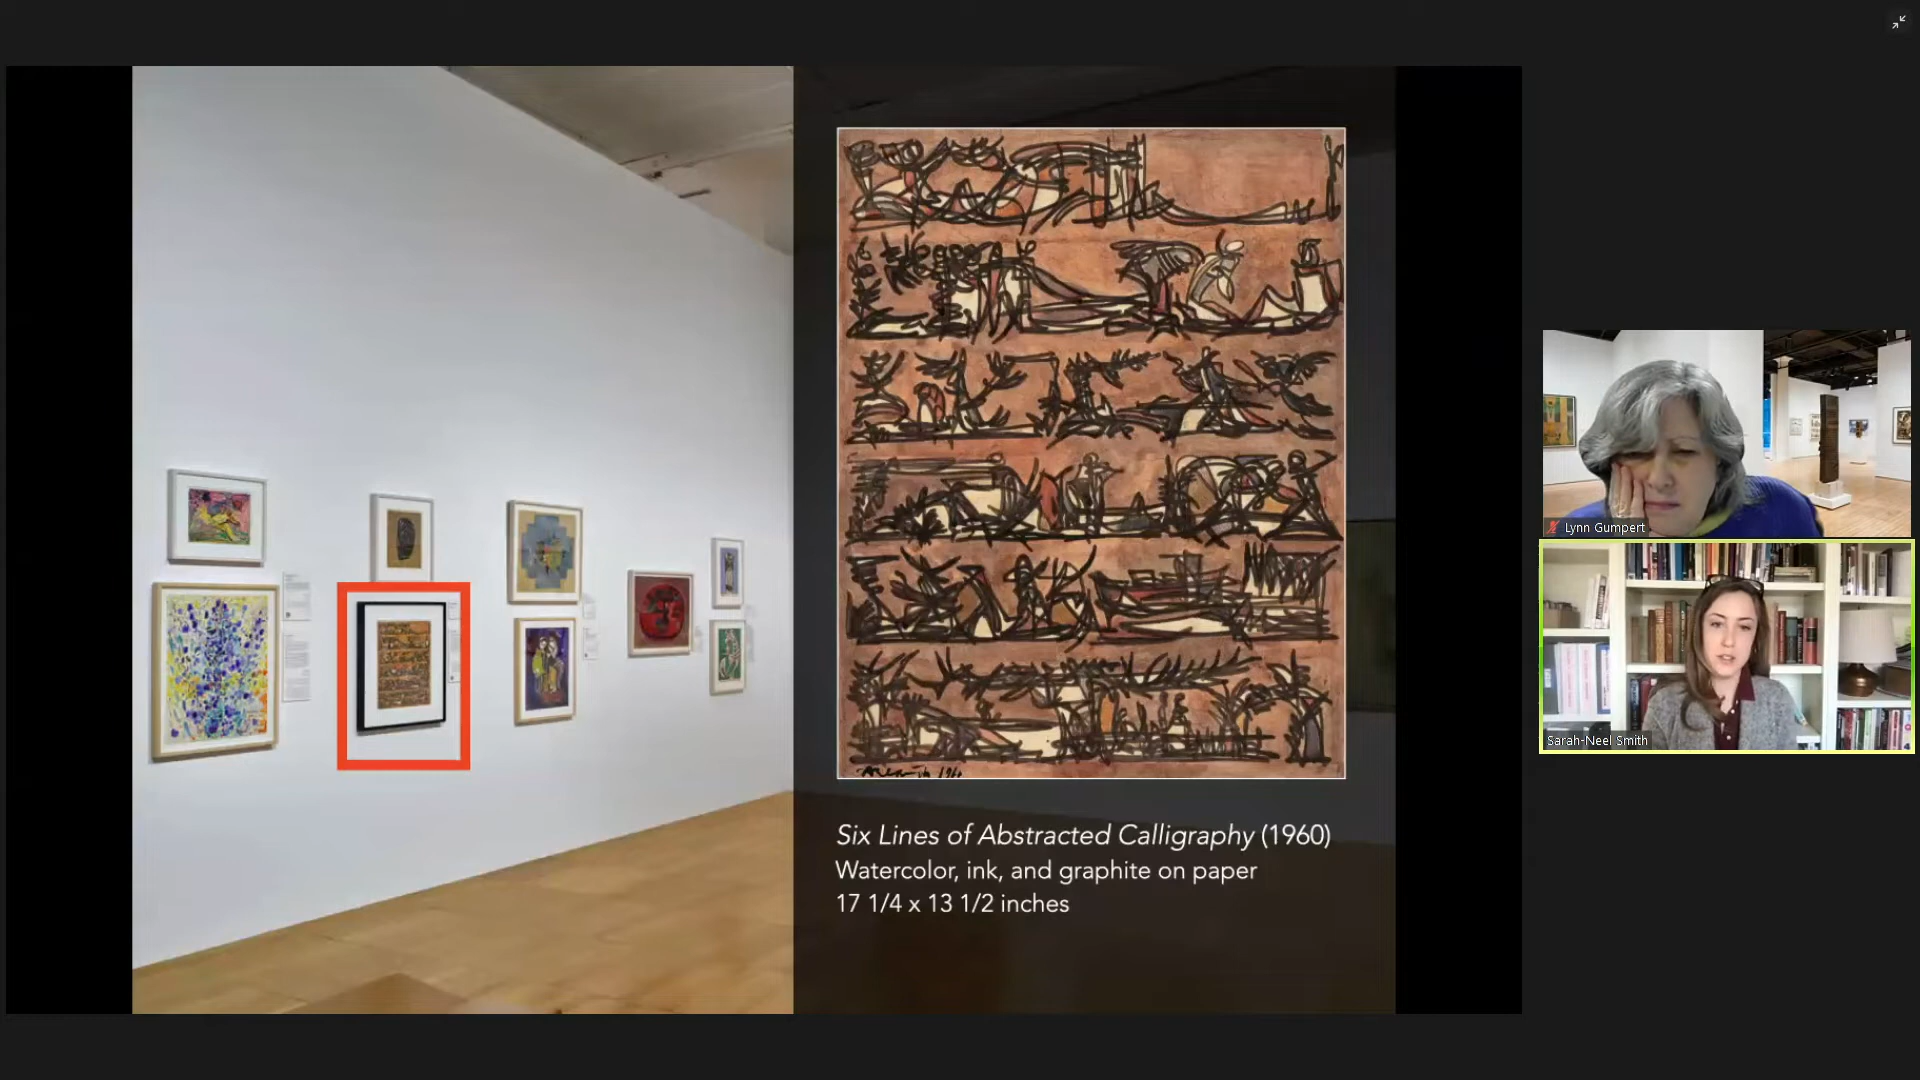 Six Lines of Abstracted Calligraphy (1960)
Watercolor, ink, and graphite on paper
17 1/4 x 13 1/2 inches
Lynn Gumpert
Sarah-Neel Smith